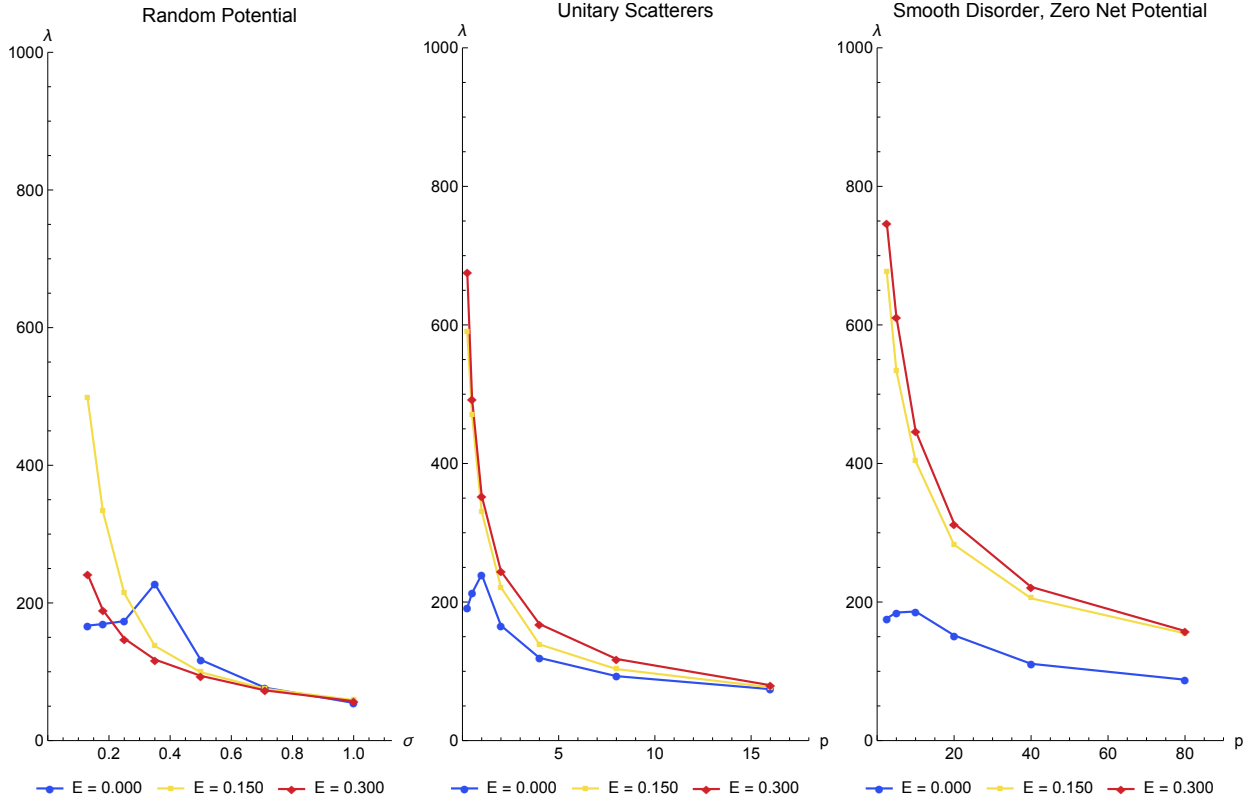 Random Potential
λ
1000
800
600
400
200
0
0.2 0.4 0.6 0.8 1.0 σ
E = 0.000 E = 0.150 E = 0.300
Unitary Scatterers
λ
1000
800
600
400
200
0
5 10 15 p
E = 0.000 E = 0.150 E = 0.300
Smooth Disorder, Zero Net Potential
λ
1000
800
600
400
200
0
20 40 60 80 p
E = 0.000 E = 0.150 E = 0.300